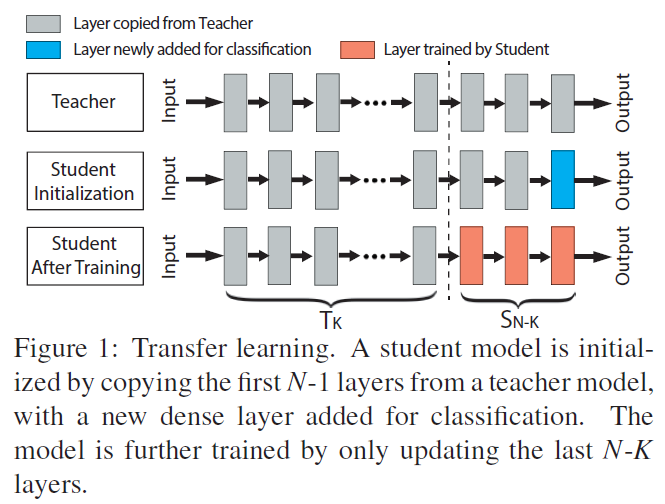 Layer copied from Teacher
Layer newly added for classification
Layer trained by Student
Teacher
Input
Output
Student
Initialization
Input
Output
Student
After Training
Input
Output
TK
SN-K
Figure 1: Transfer learning. A student model is initial-
ized by copying the first N-1 layers from a teacher model,
with a new dense layer added for classification. The
model is further trained by only updating the last N-K
layers.